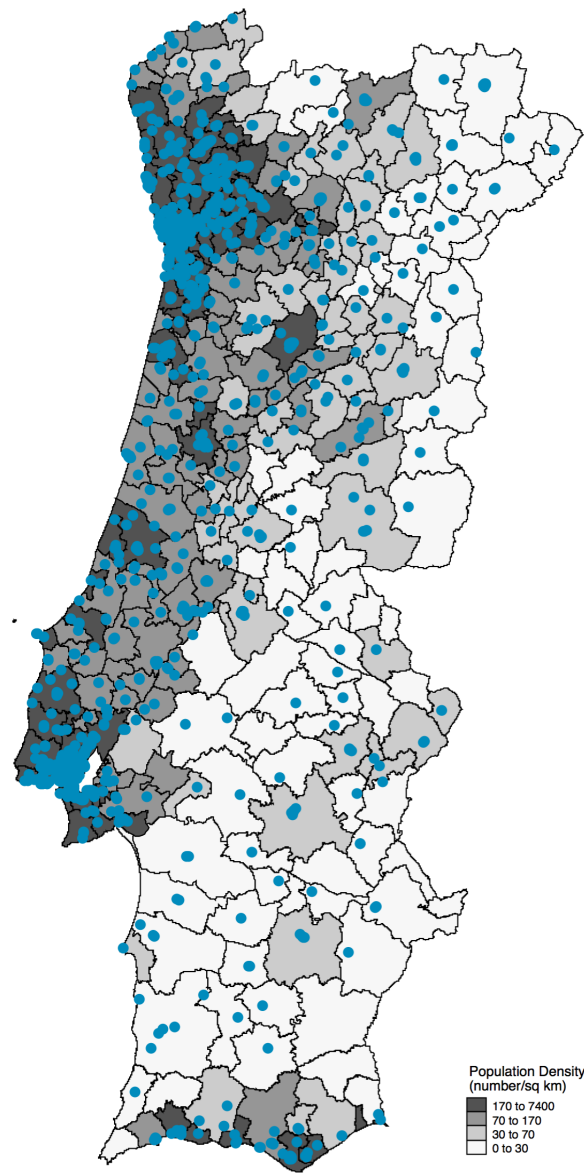 Population Density
(number/sq km)
170 to 7400
70 to 170
30 to 70
0 to 30